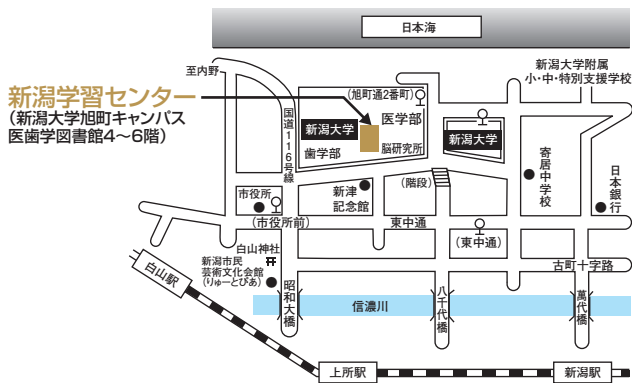 日本海
新潟大学附属
小・中・特別支援学校
至内野
新潟学習センター
(新潟大学旭町キャンパス
医歯学図書館4〜6階)
(旭町通2番町)
国道116号線
新潟大学
医学部
歯学部
脳研究所
新潟大学
寄居中学校
日本銀行
市役所
(市役所前)
新津
記念館
(階段)
東中通
(東中通)
白山神社
新潟市民
芸術文化会館
(りゅーとぴあ)
古町十字路
白山駅
昭和大橋
信濃川
八千代橋
萬代橋
上所駅
新潟駅